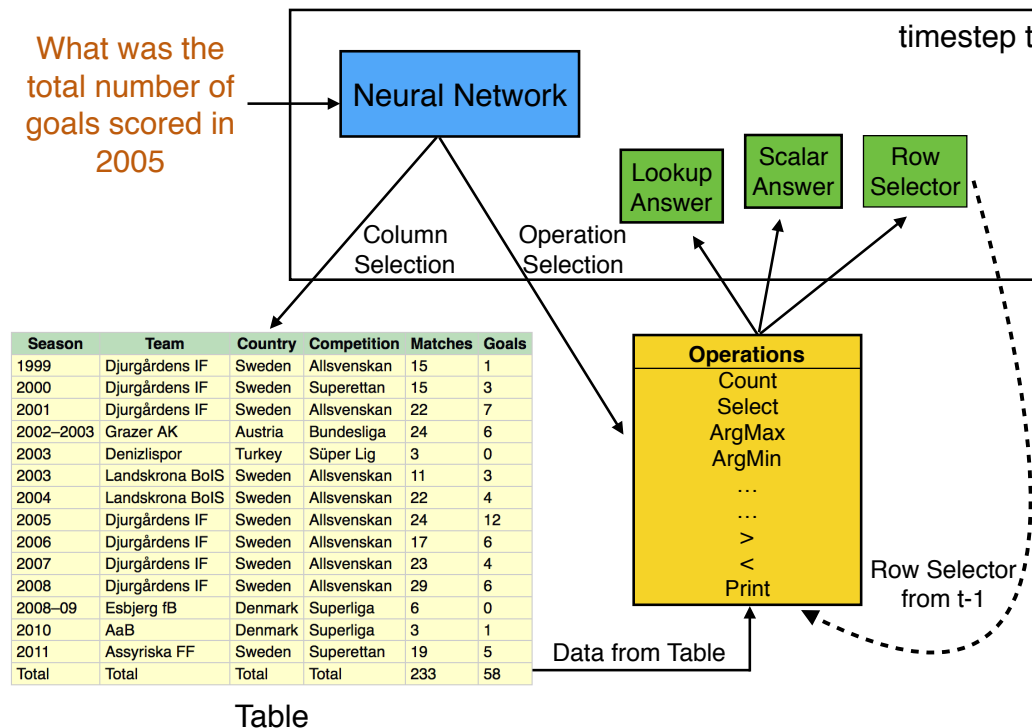 What was the
total number of
goals scored in
2005
timestep t
Neural Network
Lookup
Answer
Scalar
Answer
Row
Selector
Column
Selection
Operation
Selection
Season Team Country Competition Matches Goals
1999 Djurgårdens IF Sweden Allsvenskan 15 1
2000 Djurgårdens IF Sweden Superettan 15 3
2001 Djurgårdens IF Sweden Allsvenskan 22 7
2002–2003 Grazer AK Austria Bundesliga 24 6
2003 Denizlispor Turkey Süper Lig 3 0
2003 Landskrona BoIS Sweden Allsvenskan 11 3
2004 Landskrona BoIS Sweden Allsvenskan 22 4
2005 Djurgårdens IF Sweden Allsvenskan 24 12
2006 Djurgårdens IF Sweden Allsvenskan 17 6
2007 Djurgårdens IF Sweden Allsvenskan 23 4
2008 Djurgårdens IF Sweden Allsvenskan 29 6
2008–09 Esbjerg fB Denmark Superliga 6 0
2010 AaB Denmark Superliga 3 1
2011 Assyriska FF Sweden Superettan 19 5
Total Total Total Total 233 58
Table
Operations
Count
Select
ArgMax
ArgMin
...
...
>
<
Print
Row Selector
from t-1
Data from Table